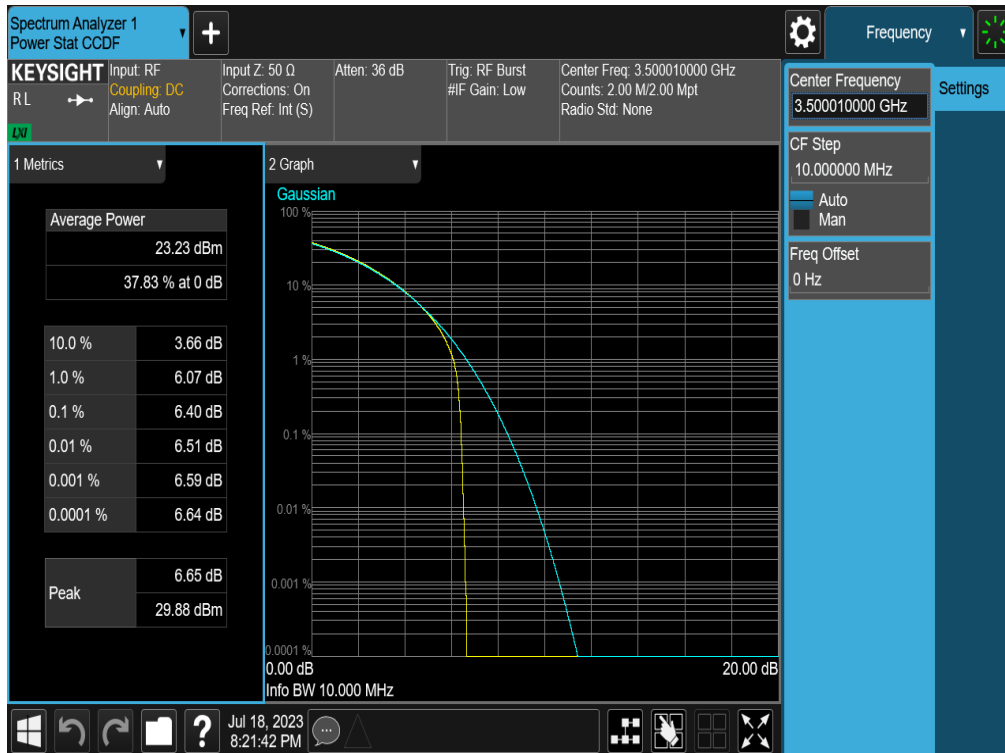 Spectrum Analyzer 1
Power Stat CCDF
+
Frequency
KEYSIGHT
RL
LXI
Input: RF
Coupling: DC
Align: Auto
Input Z: 50 Ω
Corrections: On
Freq Ref: Int (S)
Atten: 36 dB
Trig: RF Burst
#IF Gain: Low
Center Freq: 3.500010000 GHz
Counts: 2.00 M/2.00 Mpt
Radio Std: None
Center Frequency
3.500010000 GHz
Settings
CF Step
10.000000 MHz
Auto
Man
Freq Offset
0 Hz
1 Metrics
Average Power
23.23 dBm
37.83 % at 0 dB
10.0 % 3.66 dB
1.0 % 6.07 dB
0.1 % 6.40 dB
0.01 % 6.51 dB
0.001 % 6.59 dB
0.0001 % 6.64 dB
Peak
6.65 dB
29.88 dBm
2 Graph
Gaussian
100 %
10 %
1 %
0.1 %
0.01 %
0.001 %
0.0001 %
0.00 dB 20.00 dB
Info BW 10.000 MHz
?
Jul 18, 2023
8:21:42 PM